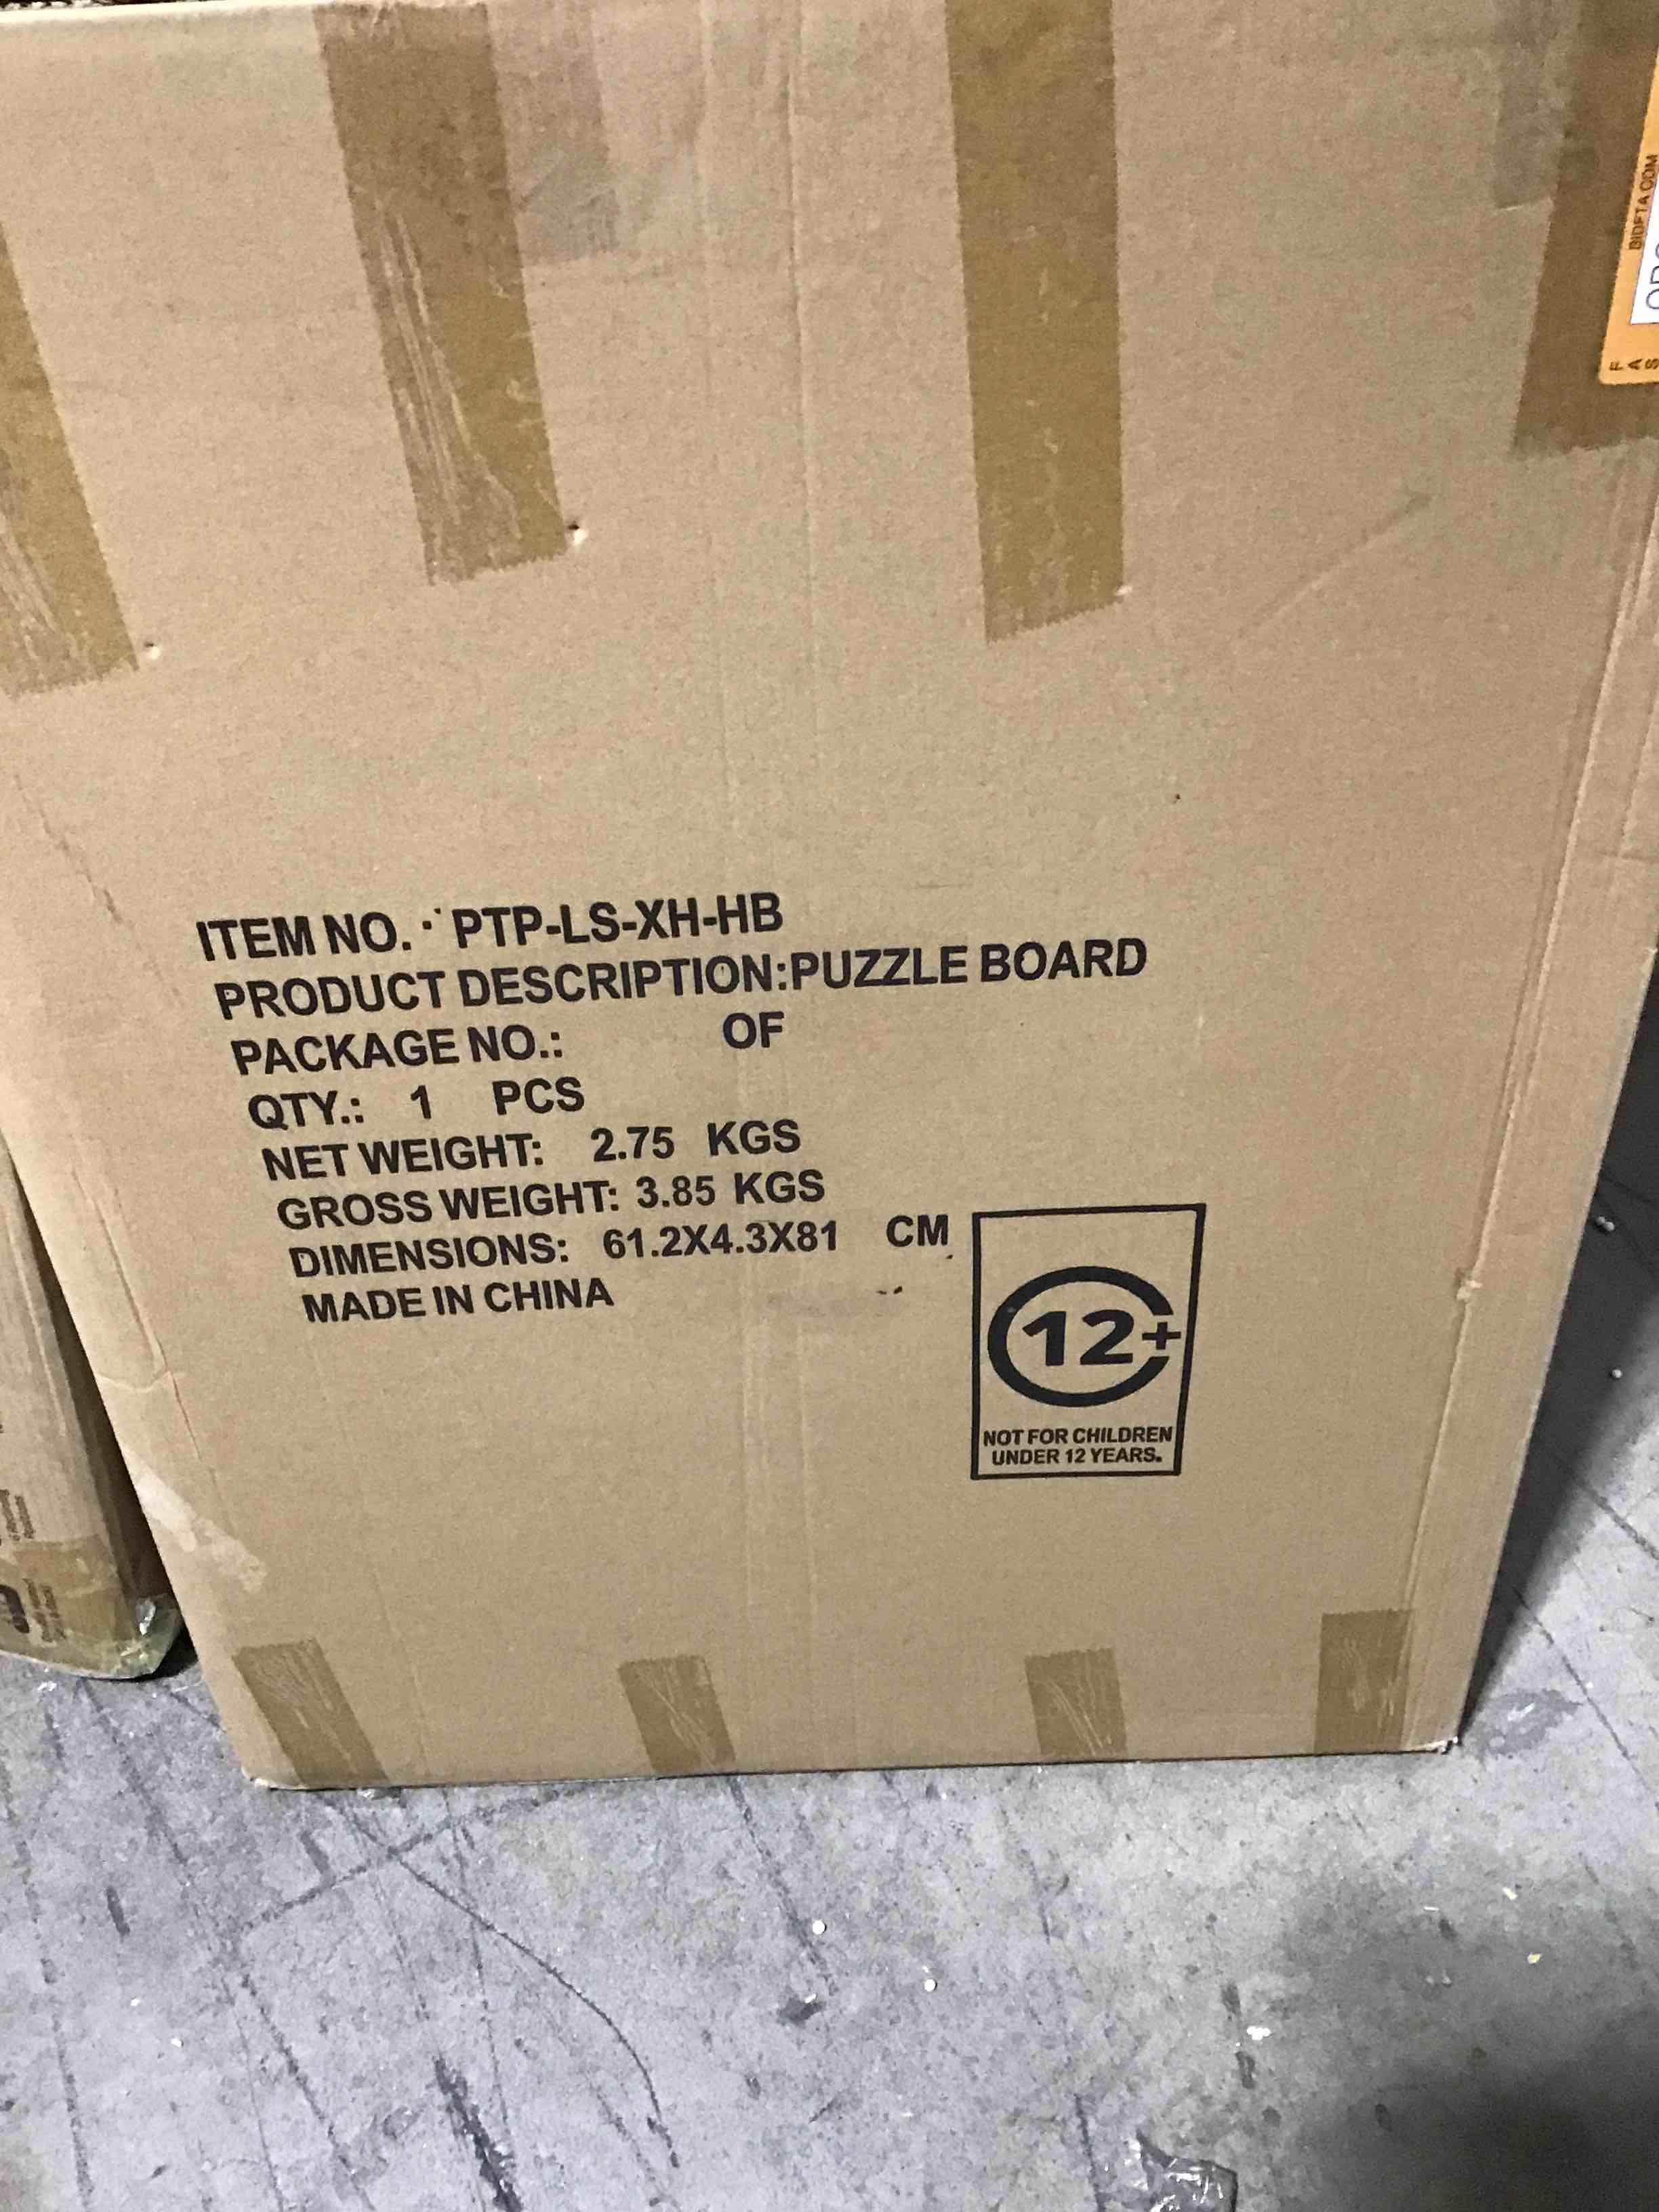 BIDFTA.COM
F
A
S
ITEM NO.: PTP-LS-XH-HB
PRODUCT DESCRIPTION:PUZZLE BOARD
PACKAGE NO.: OF
QTY.: 1 PCS
NET WEIGHT: 2.75 KGS
GROSS WEIGHT: 3.85 KGS
DIMENSIONS: 61.2X4.3X81 CM
MADE IN CHINA
12+
NOT FOR CHILDREN
UNDER 12 YEARS.